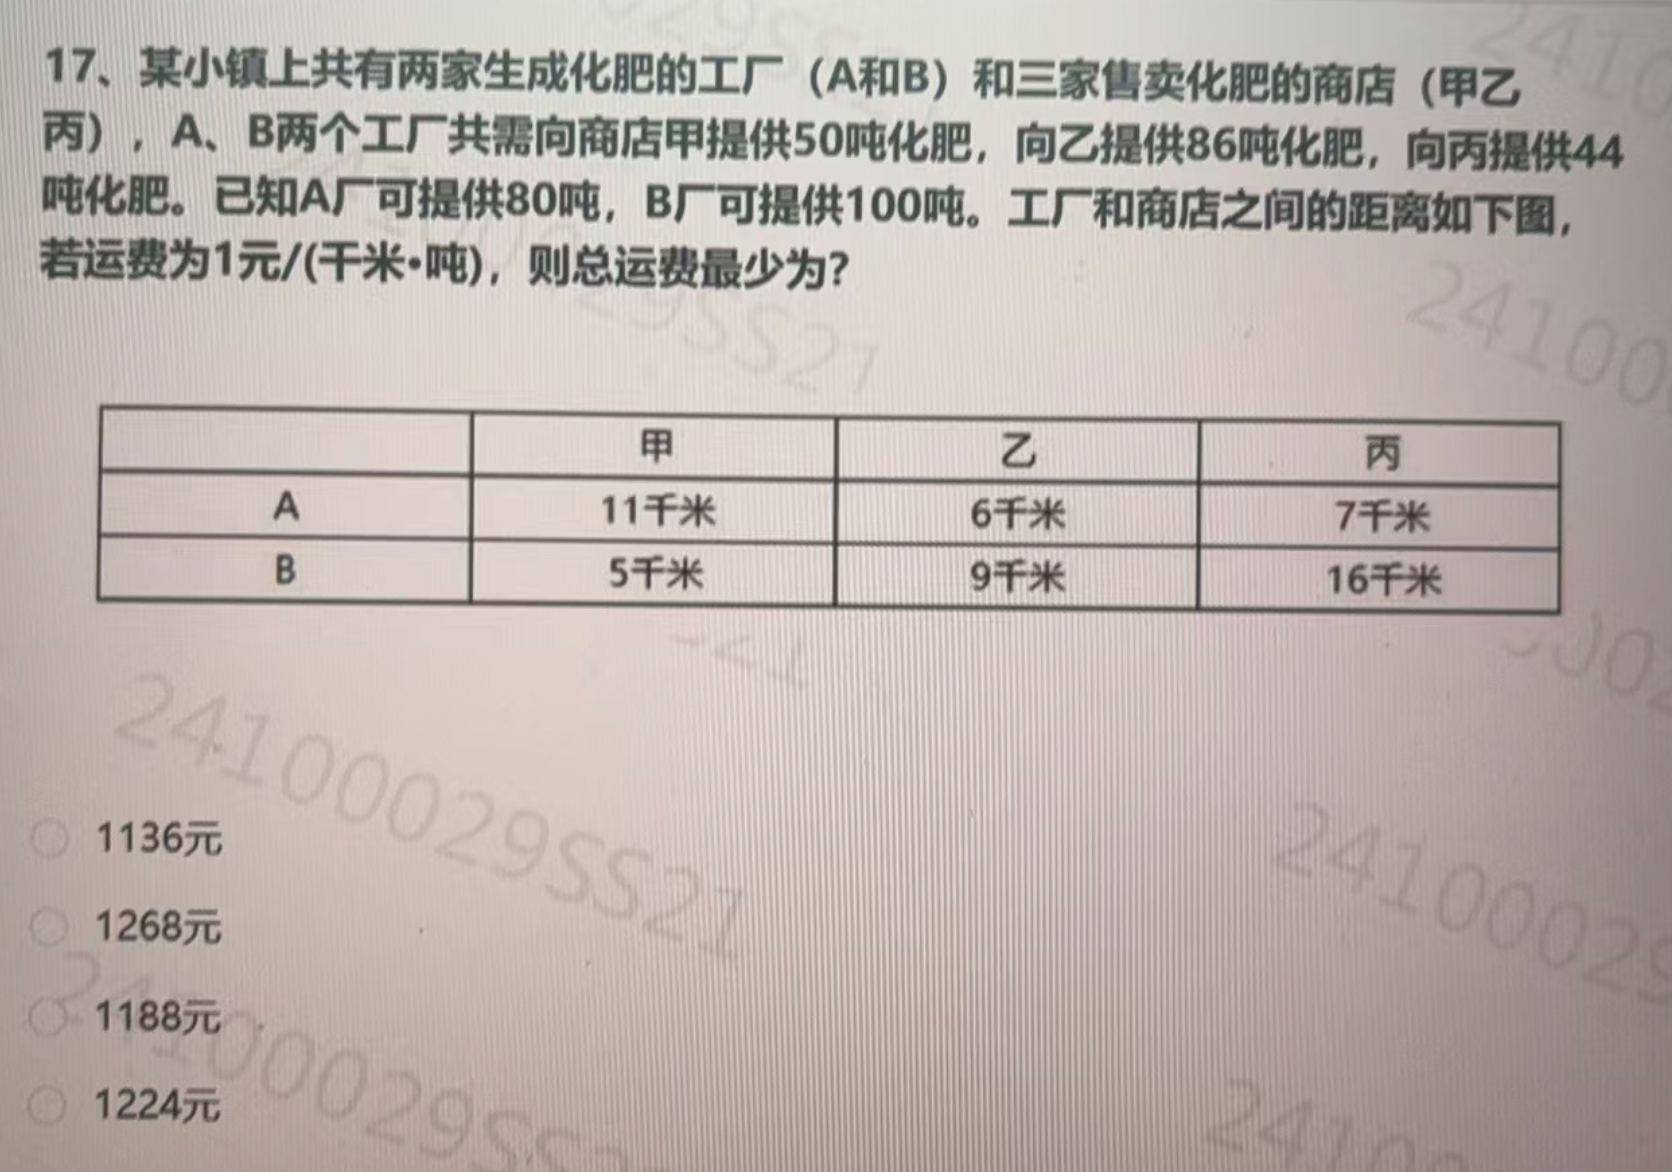 17、某小镇上共有两家生成化肥的工厂（A和B）和三家售卖化肥的商店（甲乙
丙），A、B两个工厂共需向商店甲提供50吨化肥，向乙提供86吨化肥，向丙提供44
吨化肥。已知A厂可提供80吨，B厂可提供100吨。工厂和商店之间的距离如下图，
若运费为1元/(千米•吨)，则总运费最少为？
甲 乙 丙
A 11千米 6千米 7千米
B 5千米 9千米 16千米
24100029SS21
1136元
1268元
1188元
1224元